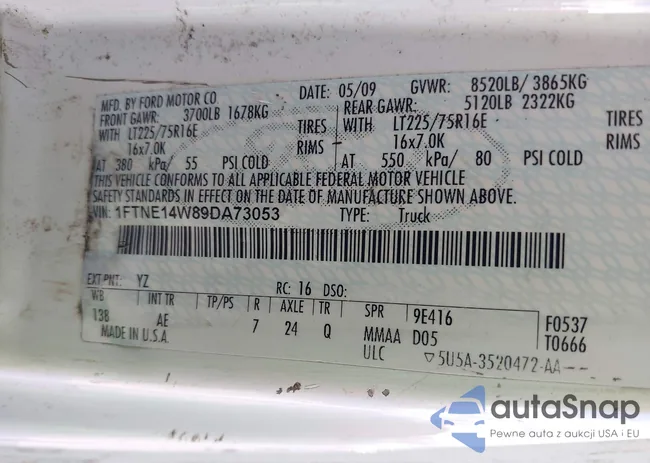 MFD. BY FORD MOTOR CO. DATE: 05/09 GVWR: 8520LB/ 3865KG
FRONT GAWR: 3700LB 1678KG REAR GAWR: 5120LB 2322KG
WITH LT225/75R16E TIRES WITH LT225/75R16E TIRES
16x7.0K RIMS 16x7.0K RIMS
AT 380 kPa/ 55 PSI COLD AT 550 kPa/ 80 PSI COLD
THIS VEHICLE CONFORMS TO ALL APPLICABLE FEDERAL MOTOR VEHICLE
SAFETY STANDARDS IN EFFECT ON THE DATE OF MANUFACTURE SHOWN ABOVE.
VIN: 1FTNE14W89DA73053 TYPE: Truck
EXT PNT: YZ RC: 16 DSO:
WB INT TR TP/PS R AXLE TR SPR 9E416 F0537
138 AE 7 24 Q MMAA D05 T0666
MADE IN U.S.A. ULC ▽5U5A-3520472-AA
autaSnap
Pewne auta z aukcji USA i EU